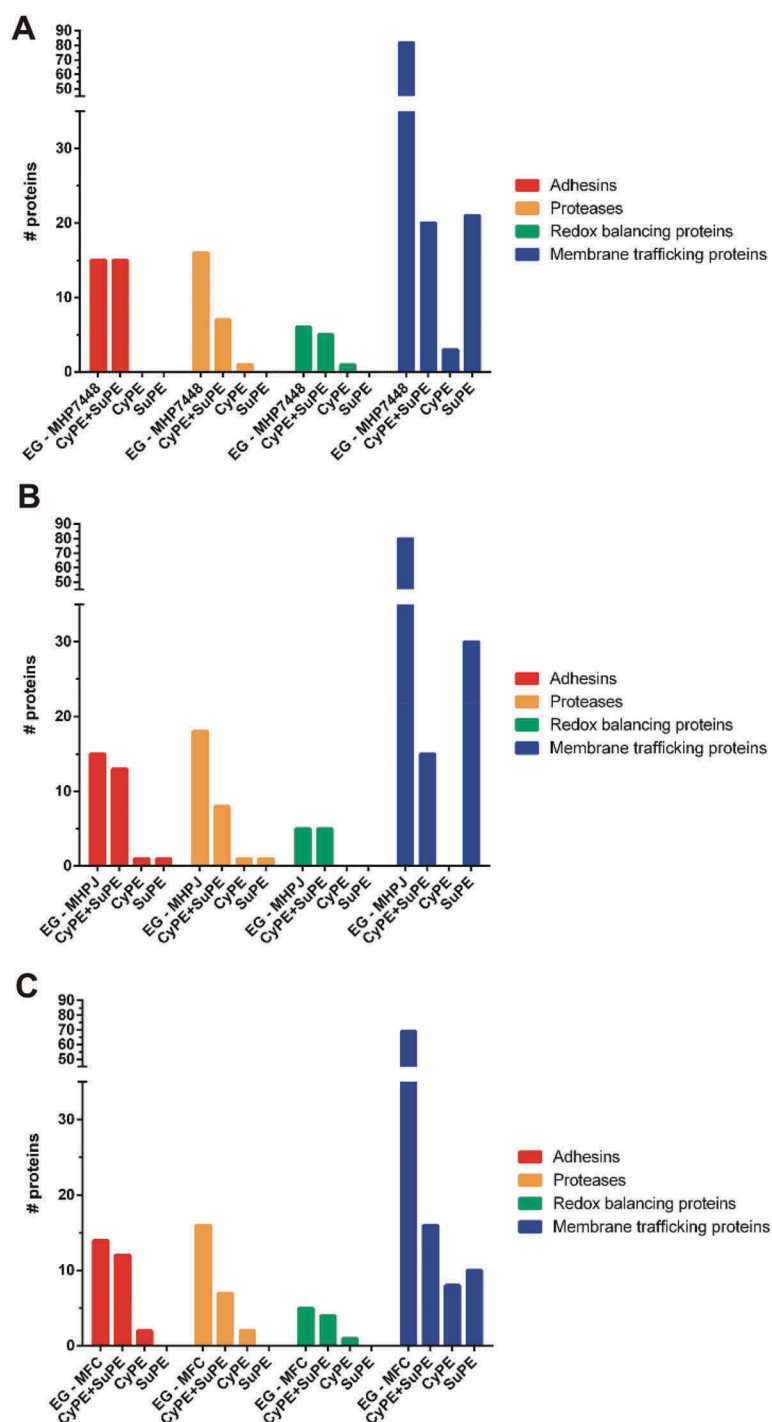 A
90
80
70
60
50
30
20
10
0
# proteins
EG - MHP7448
CyPE+SuPE
CyPE
SuPE
EG - MHP7448
CyPE+SuPE
CyPE
SuPE
EG - MHP7448
CyPE+SuPE
CyPE
SuPE
EG - MHP7448
CyPE+SuPE
CyPE
SuPE
Adhesins
Proteases
Redox balancing proteins
Membrane trafficking proteins
B
90
80
70
60
50
30
20
10
0
# proteins
EG - MHPJ
CyPE+SuPE
CyPE
SuPE
EG - MHPJ
CyPE+SuPE
CyPE
SuPE
EG - MHPJ
CyPE+SuPE
CyPE
SuPE
EG - MHPJ
CyPE+SuPE
CyPE
SuPE
Adhesins
Proteases
Redox balancing proteins
Membrane trafficking proteins
C
90
80
70
60
50
30
20
10
0
# proteins
EG - MFC
CyPE+SuPE
CyPE
SuPE
EG - MFC
CyPE+SuPE
CyPE
SuPE
EG - MFC
CyPE+SuPE
CyPE
SuPE
EG - MFC
CyPE+SuPE
CyPE
SuPE
Adhesins
Proteases
Redox balancing proteins
Membrane trafficking proteins